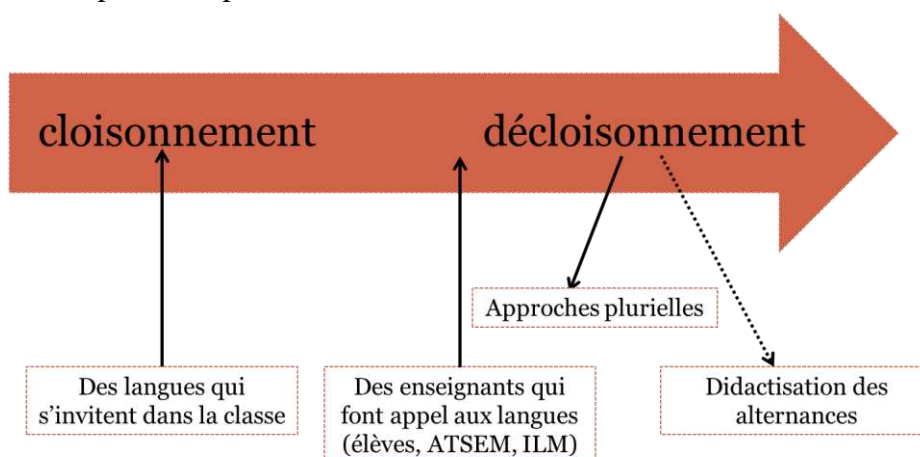 cloisonnement
décloisonnement
Approches plurielles
Des langues qui
s'invitent dans la classe
Des enseignants qui
font appel aux langues
(élèves, ATSEM, ILM)
Didactisation des
alternances